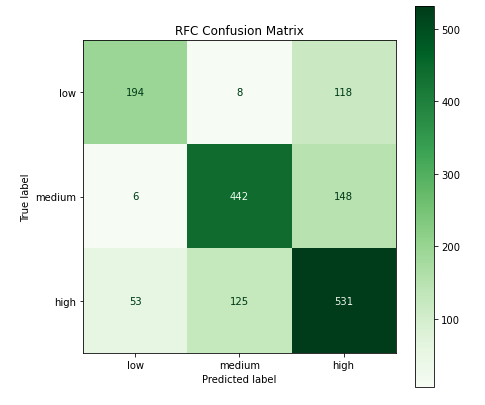 RFC Confusion Matrix
low 194 8 118
medium 6 442 148
high 53 125 531
low medium high
Predicted label
True label
500
400
300
200
100